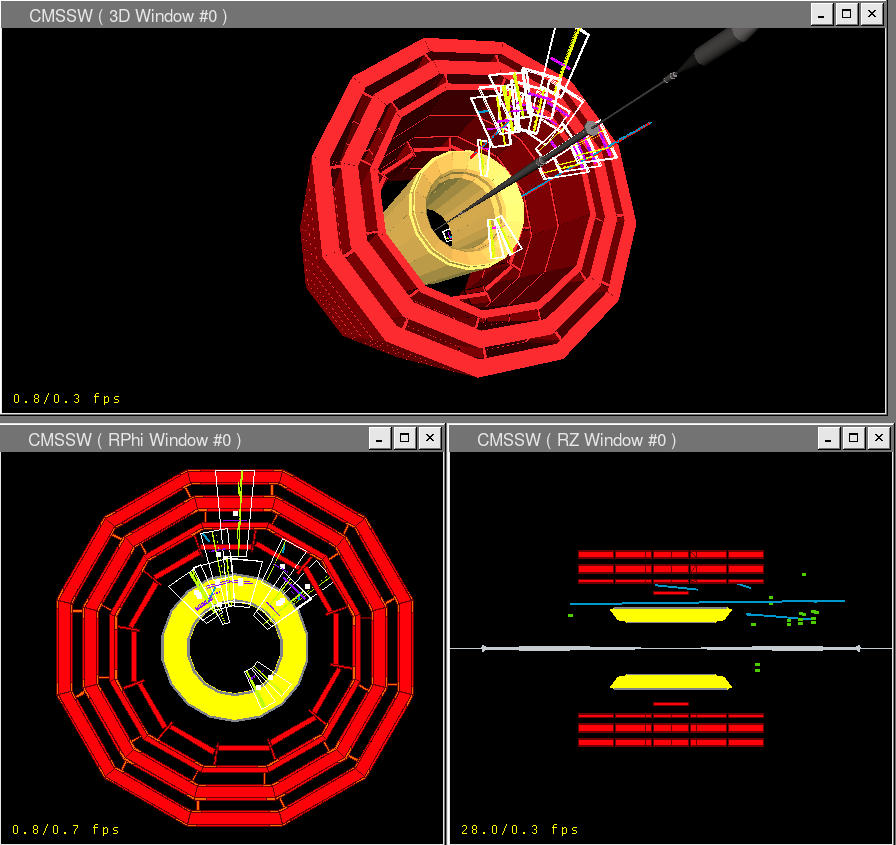 CMSSW ( 3D Window #0 )
0.8/0.3 fps
CMSSW ( RPhi Window #0 )
0.8/0.7 fps
CMSSW ( RZ Window #0 )
28.0/0.3 fps